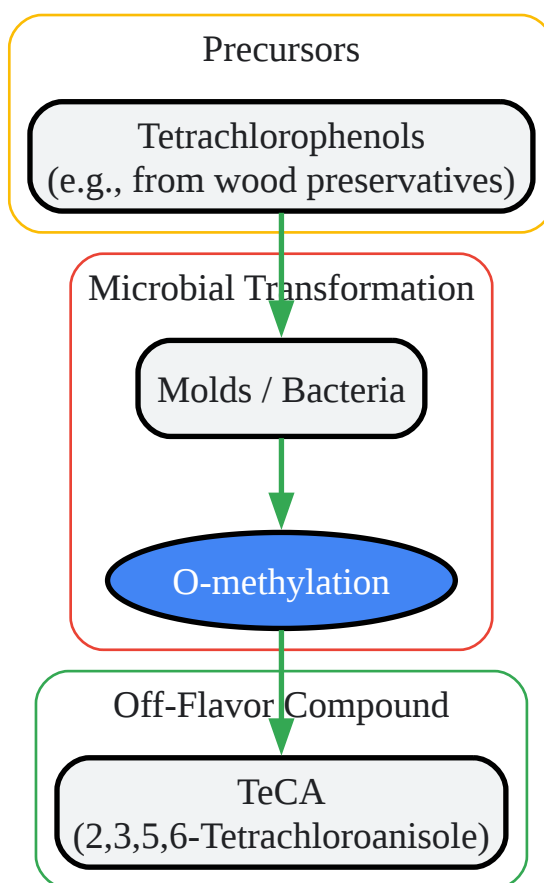 Precursors
Tetrachlorophenols
(e.g., from wood preservatives)
Microbial Transformation
Molds / Bacteria
O-methylation
Off-Flavor Compound
TeCA
(2,3,5,6-Tetrachloroanisole)